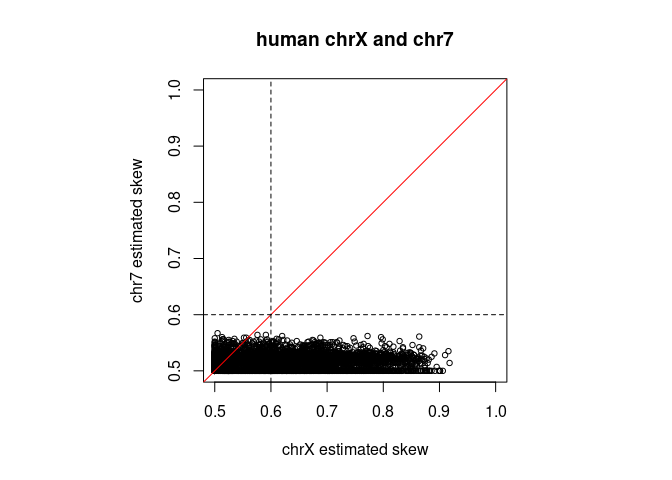 human chrX and chr7
chr7 estimated skew
1.0
0.9
0.8
0.7
0.6
0.5
0.5 0.6 0.7 0.8 0.9 1.0
chrX estimated skew